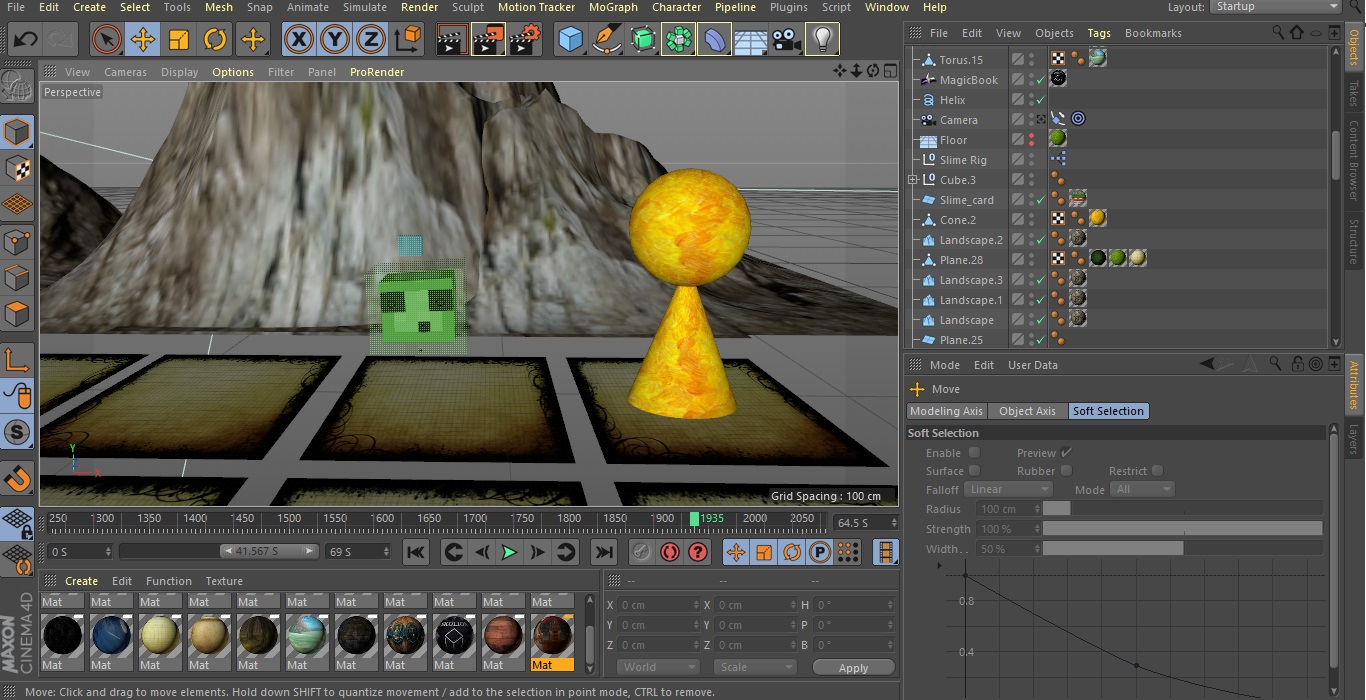 File Edit Create Select Tools Mesh Snap Animate Simulate Render Sculpt Motion Tracker MoGraph Character Pipeline Plugins Script Window Help Layout: Startup
X Y Z
File Edit View Objects Tags Bookmarks
View Cameras Display Options Filter Panel ProRender
Perspective
Torus.15
MagicBook
Helix
Camera
Floor
Slime Rig
Cube.3
Slime_card
Cone.2
Landscape.2
Plane.28
Landscape.3
Landscape.1
Landscape
Plane.25
Objects
Takes
Content Browser
Structure
Mode Edit User Data
Move
Modeling Axis Object Axis Soft Selection
Soft Selection
Enable Preview
Surface Rubber Restrict
Falloff Linear Mode All
Radius 100 cm
Strength 100 %
Width. . 50 %
0.8
0.4
Attributes
Layers
S
Y
X
Grid Spacing : 100 cm
250 1300 1350 1400 1450 1500 1550 1600 1650 1700 1750 1800 1850 1900 1935 2000 2050 64.5 S
0 S 41.567 S 69 S ? P
Create Edit Function Texture
-- -- --
Mat Mat Mat Mat Mat Mat Mat Mat Mat Mat Mat
X 0 cm X 0 cm H 0 °
Y 0 cm Y 0 cm P 0 °
Z 0 cm Z 0 cm B 0 °
World Scale Apply
Mat Mat Mat Mat Mat Mat Mat Mat Mat Mat Mat
MAXON
CINEMA 4D
Move: Click and drag to move elements. Hold down SHIFT to quantize movement / add to the selection in point mode, CTRL to remove.